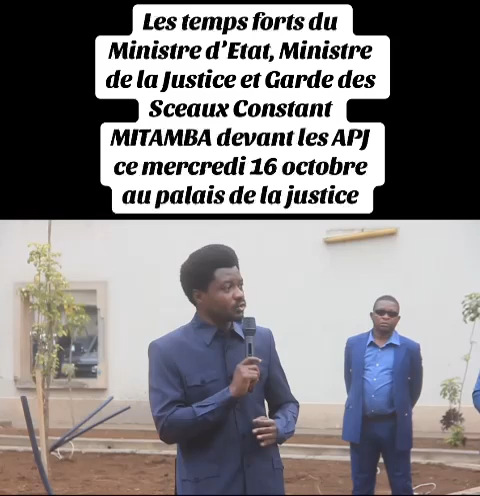 Les temps forts du
Ministre d’Etat, Ministre
de la Justice et Garde des
Sceaux Constant
MITAMBA devant les APJ
ce mercredi 16 octobre
au palais de la justice